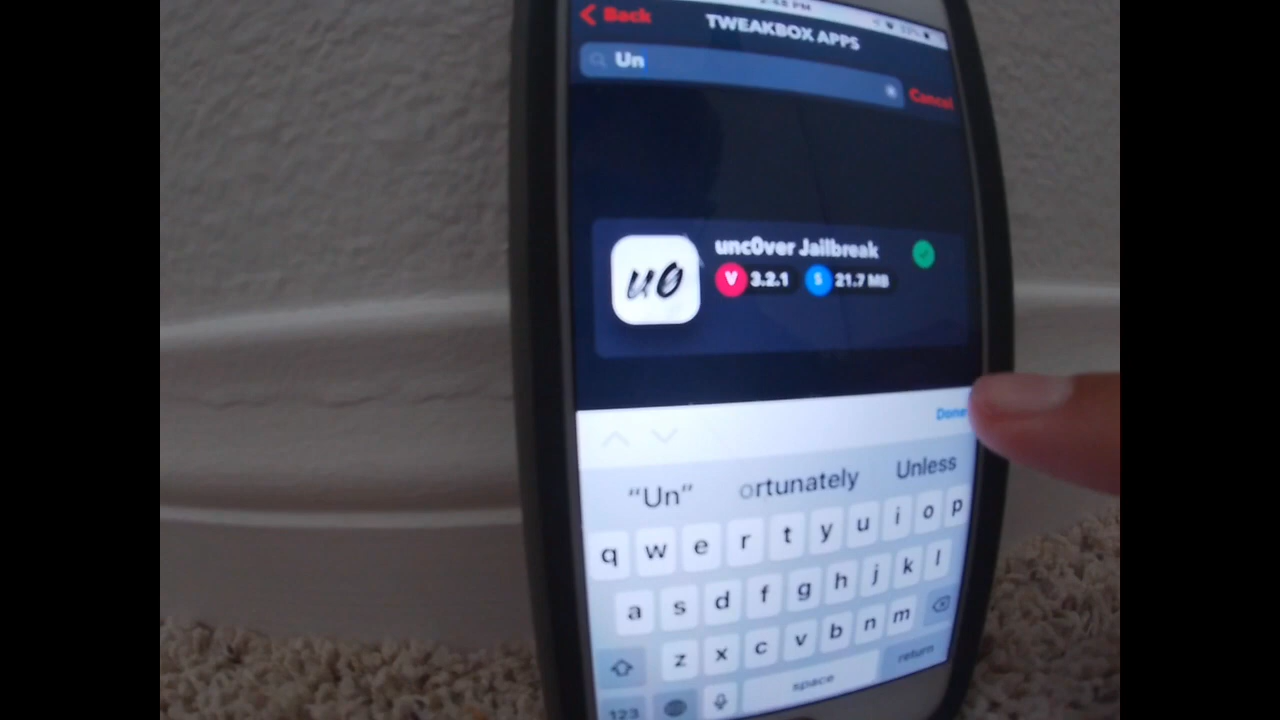 Back
TWEAKBOX APPS
Un
Cancel
u0
unc0ver Jailbreak
V 3.2.1 S 21.7 MB
Done
“Un” ortunately Unless
q w e r t y u i o p
a s d f g h j k l
z x c v b n m
123 space return